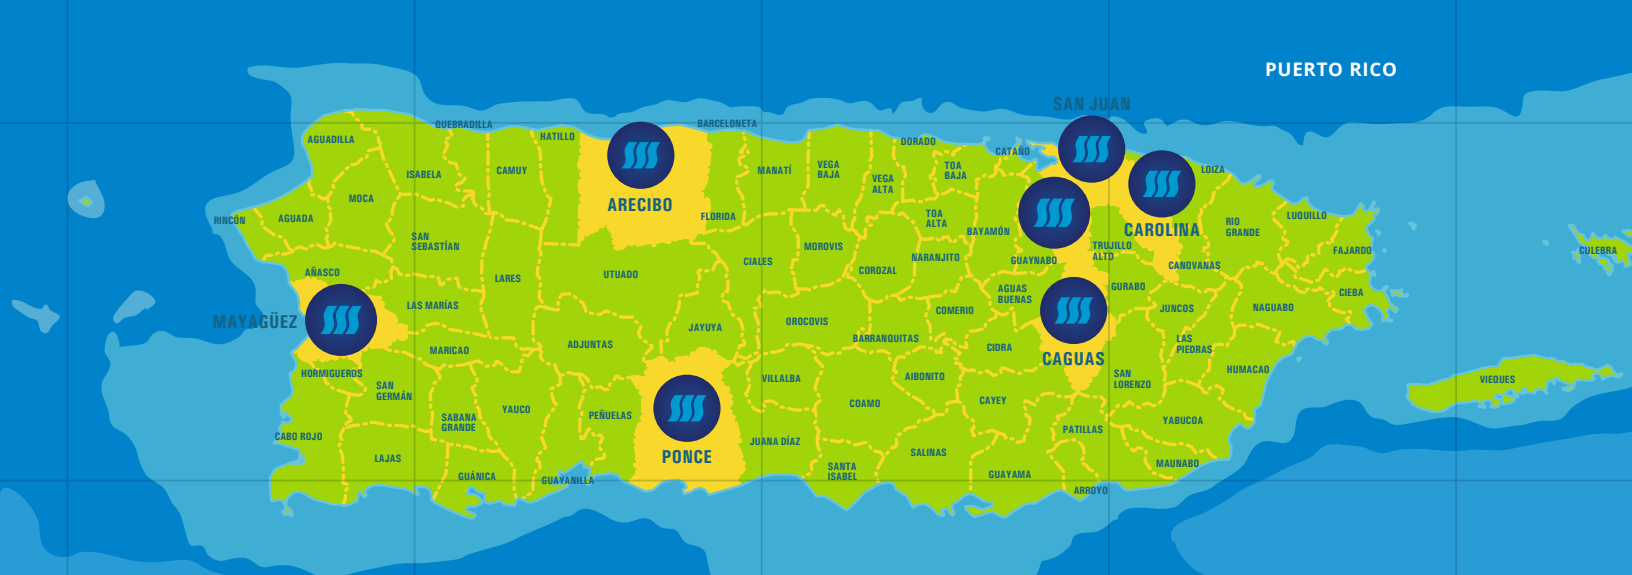 PUERTO RICO
SAN JUAN
QUEBRADILLA
BARCELONETA
AGUADILLA
HATILLO
DORADO
CATAÑO
ISABELA
CAMUY
MANATÍ
VEGA
BAJA
VEGA
ALTA
TOA
BAJA
LOIZA
MOCA
ARECIBO
RINCÓN
AGUADA
FLORIDA
TOA
ALTA
BAYAMÓN
CAROLINA
RIO
GRANDE
LUQUILLO
SAN
SEBASTÍAN
MOROVIS
TRUJILLO
ALTO
FAJARDO
CULEBRA
AÑASCO
LARES
UTUADO
CIALES
COROZAL
NARANJITO
GUAYNABO
CANOVANAS
LAS MARÍAS
AGUAS
BUENAS
GURABO
CIEBA
MAYAGÜEZ
JAYUYA
OROCOVIS
COMERIO
JUNCOS
NAGUABO
MARICAO
ADJUNTAS
BARRANQUITAS
CIDRA
CAGUAS
LAS
PIEDRAS
HORMIGUEROS
SAN
GERMÁN
VILLALBA
AIBONITO
SAN
LORENZO
HUMACAO
VIEQUES
SABANA
GRANDE
YAUCO
PEÑUELAS
COAMO
CAYEY
CABO ROJO
PATILLAS
YABUCOA
LAJAS
PONCE
JUANA DÍAZ
SALINAS
MAUNABO
GUÁNICA
GUAYANILLA
SANTA
ISABEL
GUAYAMA
ARROYO